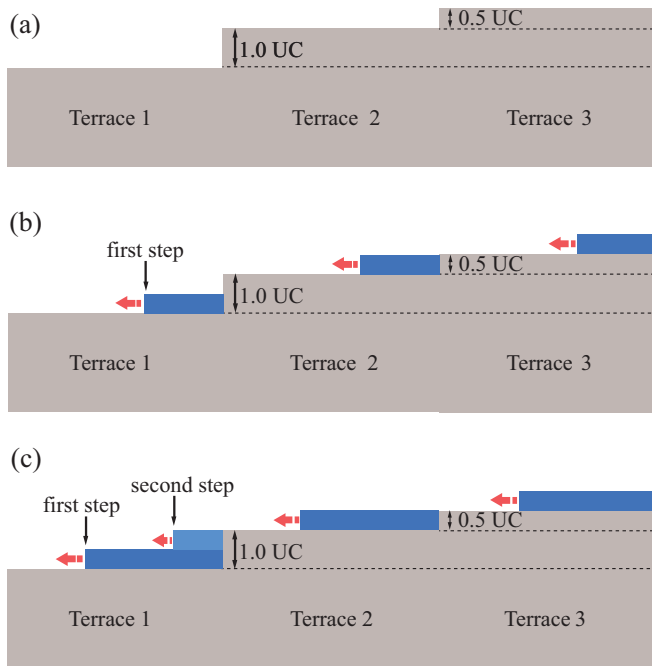 (a)
0.5 UC
1.0 UC
Terrace 1
Terrace 2
Terrace 3
(b)
first step
0.5 UC
1.0 UC
Terrace 1
Terrace 2
Terrace 3
(c)
second step
first step
0.5 UC
1.0 UC
Terrace 1
Terrace 2
Terrace 3